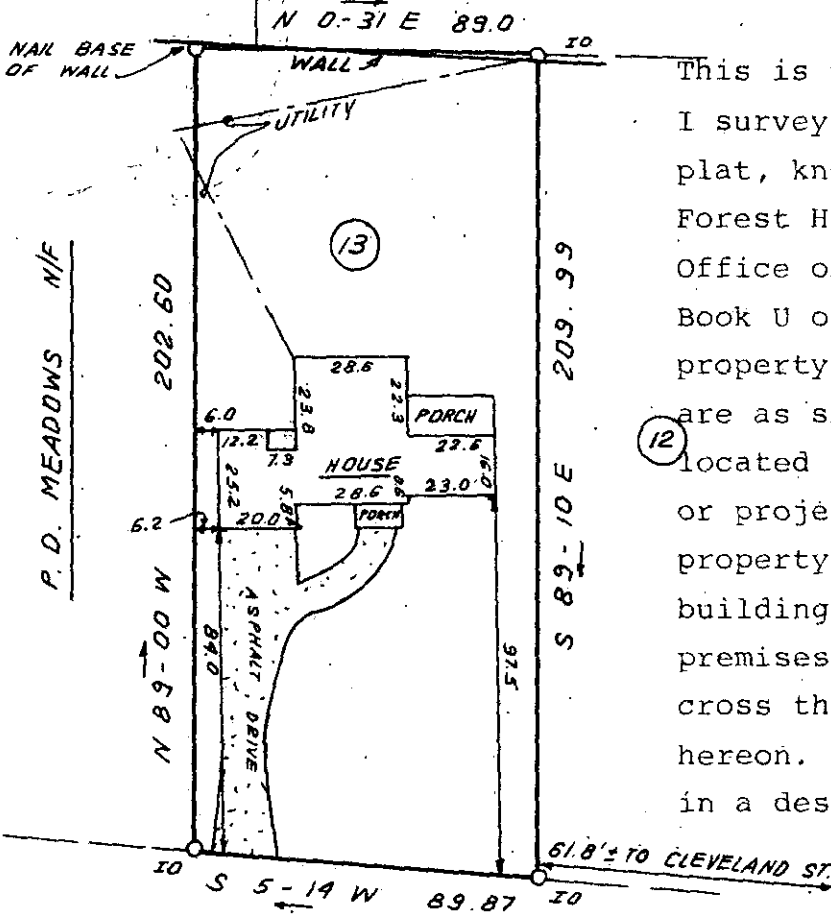 N 0-31 E 89.0
IO
NAIL BASE
OF WALL
WALL
UTILITY
13
P. D. MEADOWS N/F
202.60
209.99
28.6
23.8
22.3
PORCH
6.0
12.2
7.3
22.6
16.0
HOUSE
25.2
5.8
28.6
8.6
23.0
6.2
20.0
PORCH
12
N 89-00 W
S 89-10 E
84.0
ASPHALT DRIVE
97.5
IO
S 5-14 W 89.87
IO
61.8'± TO CLEVELAND ST.
This is
I survey
plat, kn
Forest H
Office o
Book U o
property
are as s
located
or proje
property
building
premises
cross th
hereon.
in a des